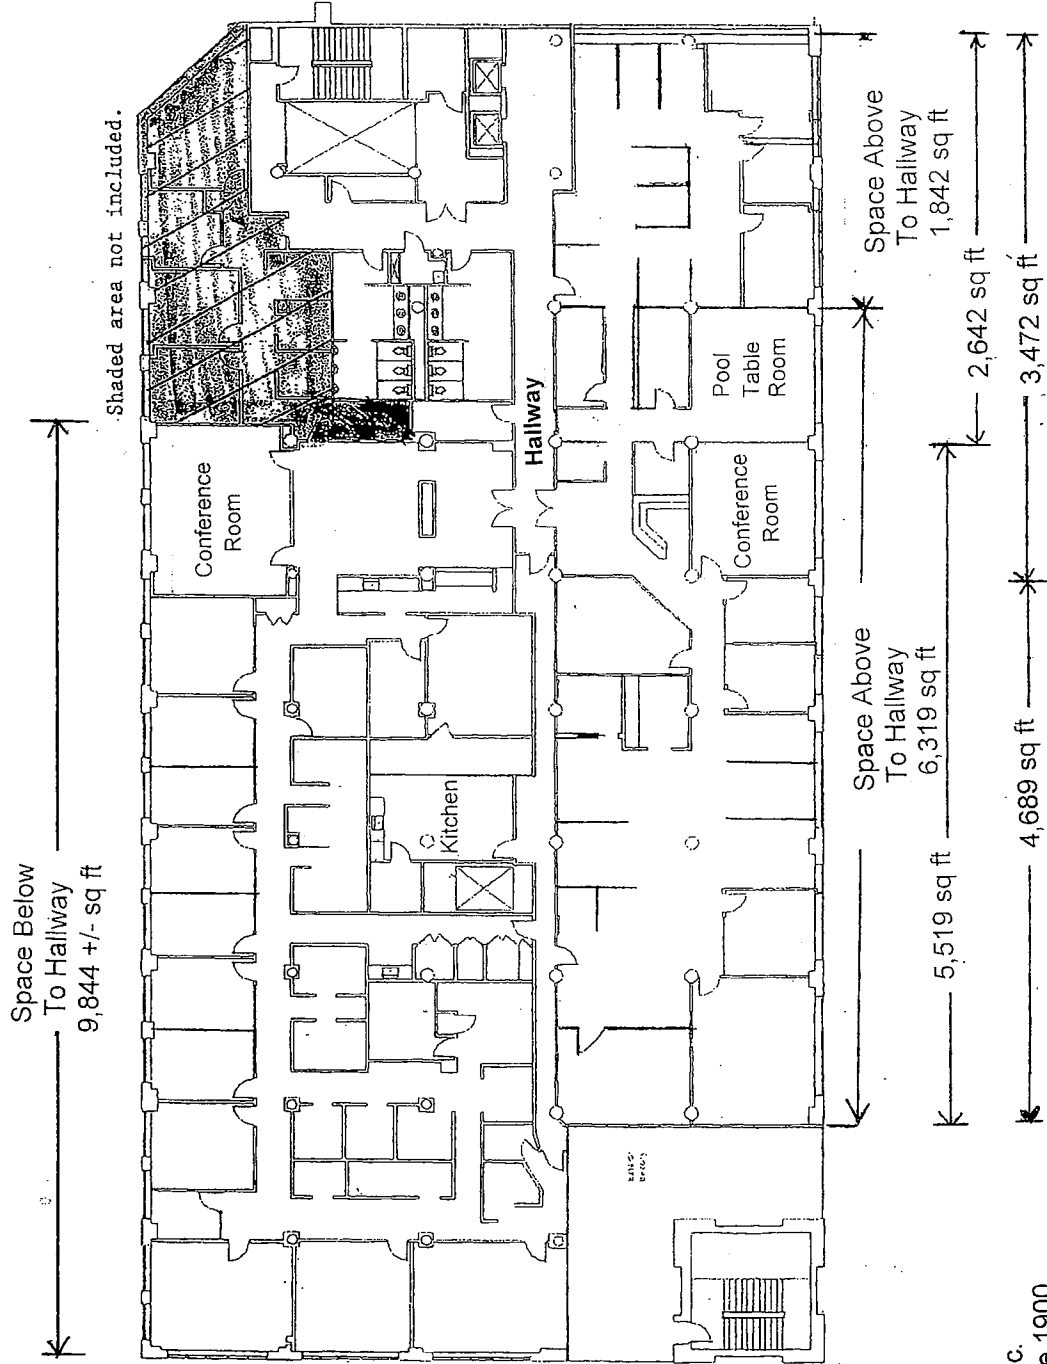 Shaded area not included.
Space Below
To Hallway
9,844 +/- sq ft
Conference
Room
Hallway
Kitchen
Pool
Table
Room
Conference
Room
Space Above
To Hallway
1,842 sq ft
Space Above
To Hallway
6,319 sq ft
2,642 sq ft
5,519 sq ft
3,472 sq ft
4,689 sq ft
c.
e 1900